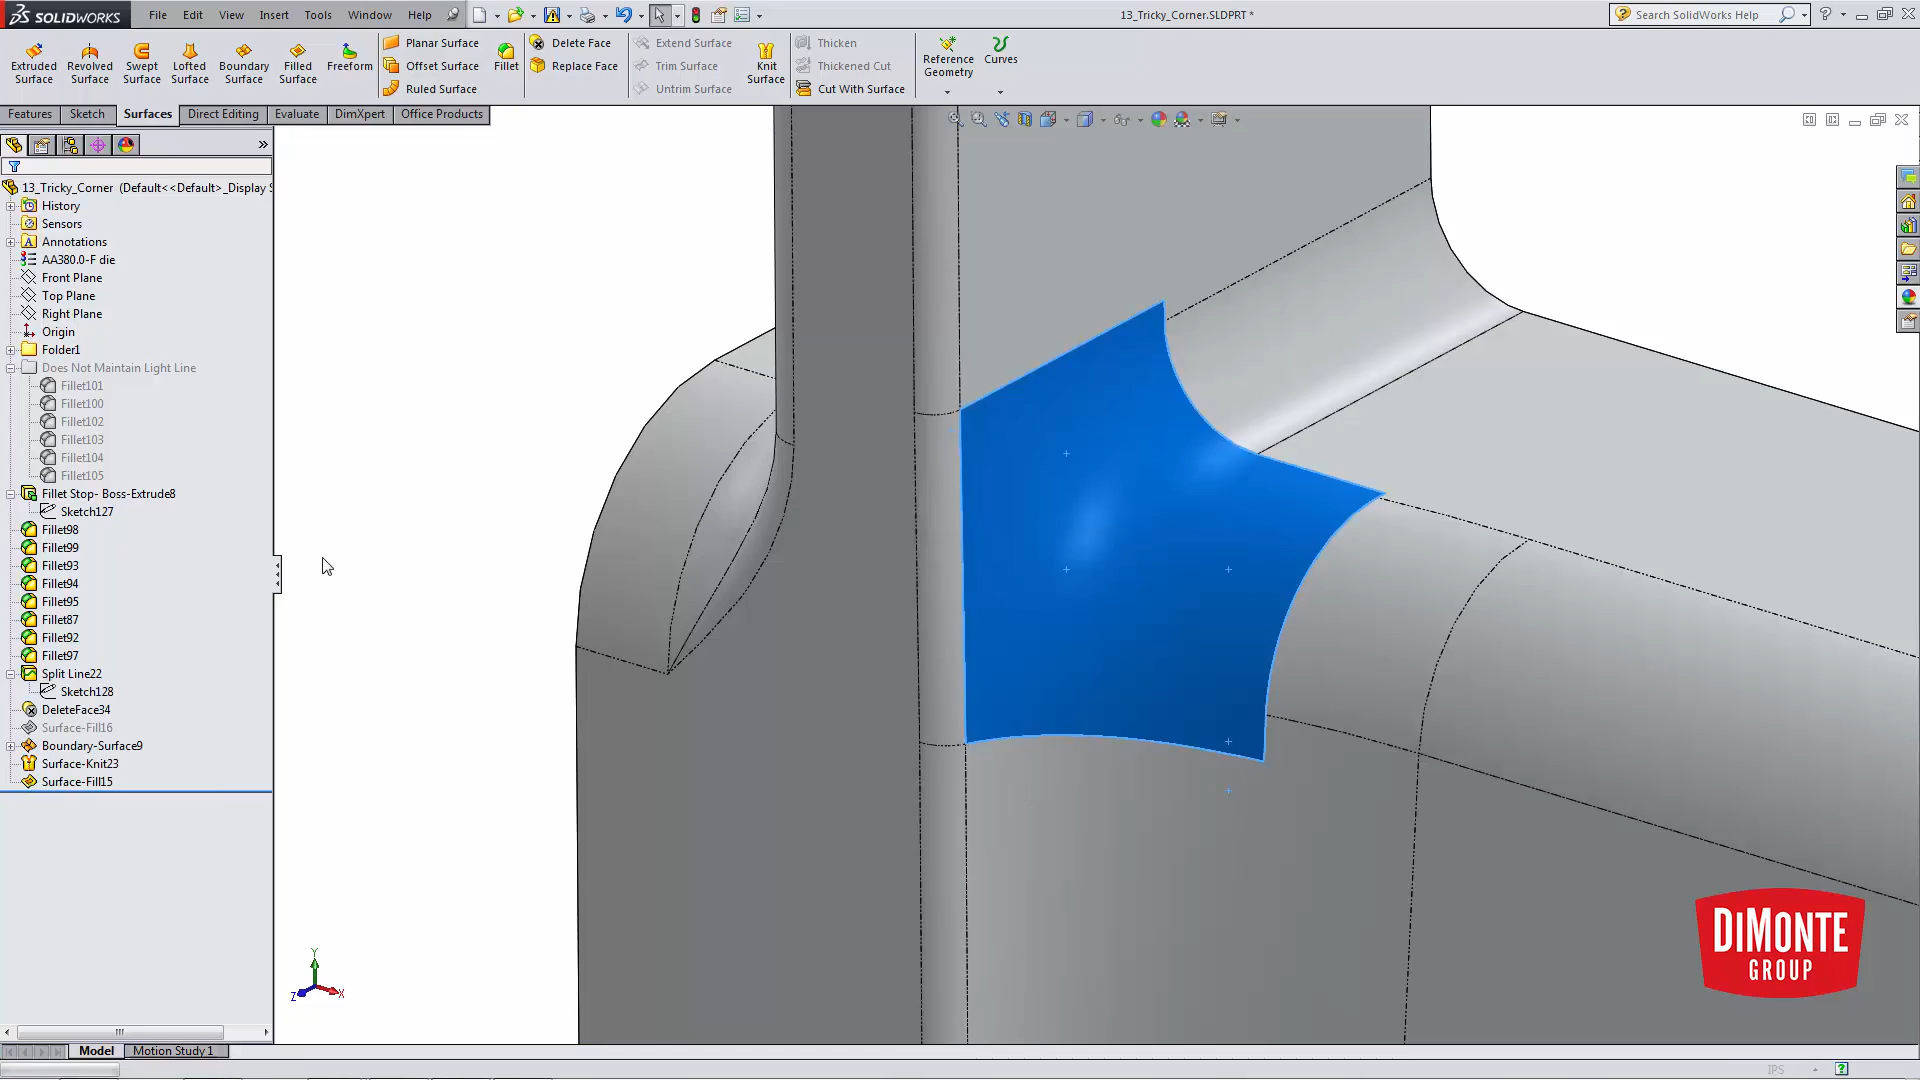 SOLIDWORKS
File Edit View Insert Tools Window Help
13_Tricky_Corner.SLDPRT *
Search SolidWorks Help
Extruded Surface
Revolved Surface
Swept Surface
Lofted Surface
Boundary Surface
Filled Surface
Freeform
Planar Surface
Offset Surface
Ruled Surface
Fillet
Delete Face
Replace Face
Extend Surface
Trim Surface
Untrim Surface
Knit Surface
Thicken
Thickened Cut
Cut With Surface
Reference Geometry
Curves
Features Sketch Surfaces Direct Editing Evaluate DimXpert Office Products
13_Tricky_Corner (Default<<Default>_Display S
History
Sensors
Annotations
AA380.0-F die
Front Plane
Top Plane
Right Plane
Origin
Folder1
Does Not Maintain Light Line
Fillet101
Fillet100
Fillet102
Fillet103
Fillet104
Fillet105
Fillet Stop- Boss-Extrude8
Sketch127
Fillet98
Fillet99
Fillet93
Fillet94
Fillet95
Fillet87
Fillet92
Fillet97
Split Line22
Sketch128
DeleteFace34
Surface-Fill16
Boundary-Surface9
Surface-Knit23
Surface-Fill15
Y
Z X
DIMONTE
GROUP
Model Motion Study 1
IPS